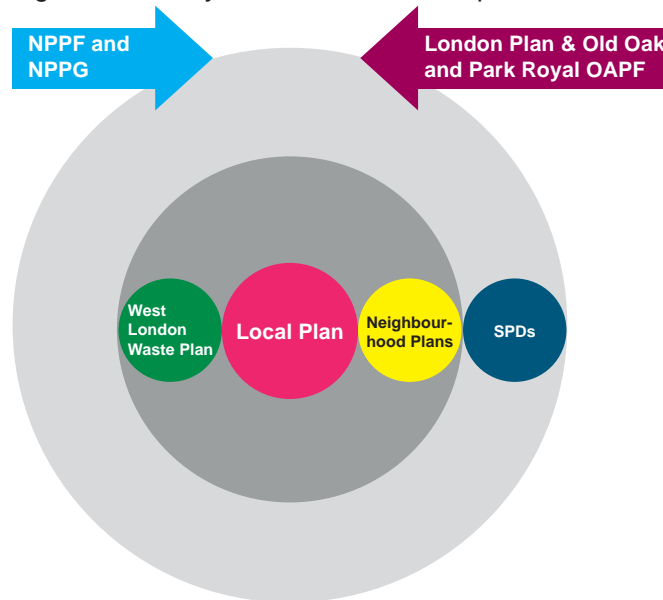 NPPF and
NPPG
London Plan & Old Oak
and Park Royal OAPF
West
London
Waste Plan
Local Plan
Neighbour-
hood Plans
SPDs